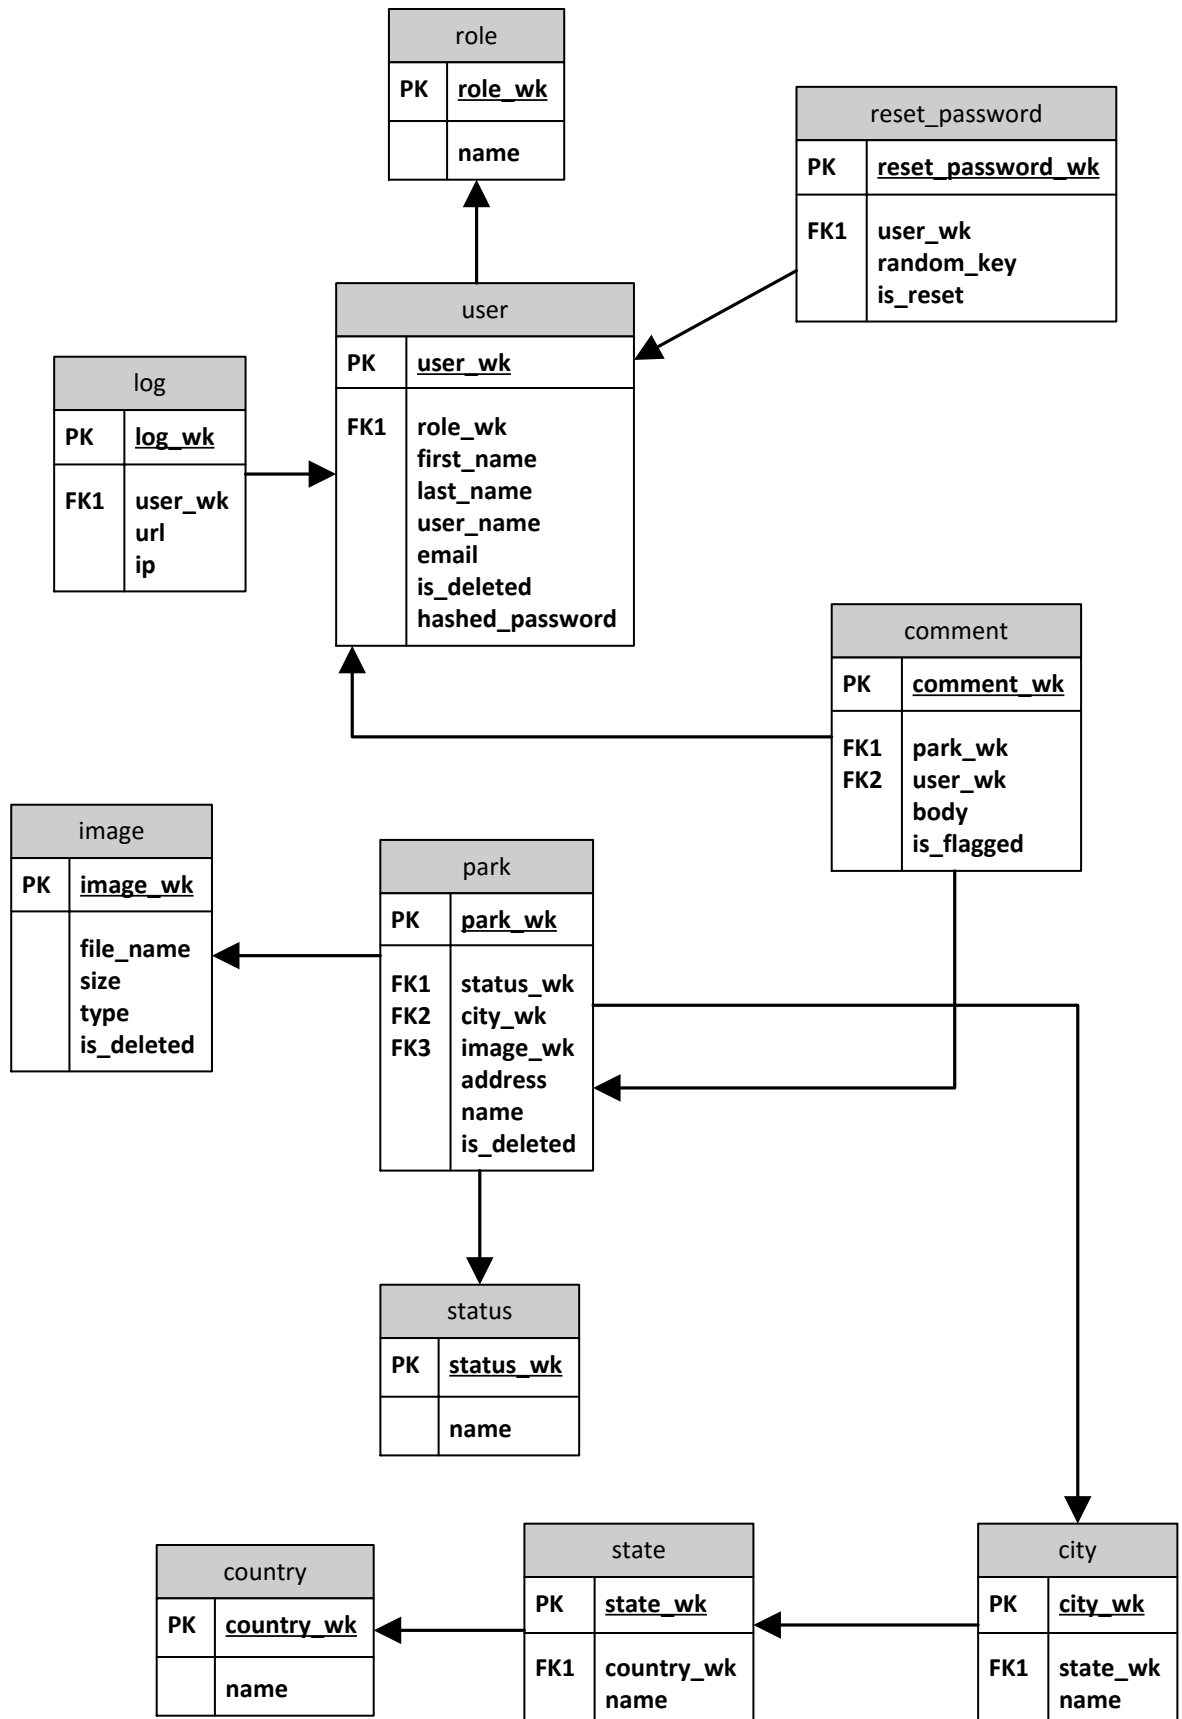 role
PK role_wk
name
reset_password
PK reset_password_wk
FK1 user_wk
random_key
is_reset
user
PK user_wk
FK1 role_wk
first_name
last_name
user_name
email
is_deleted
hashed_password
log
PK log_wk
FK1 user_wk
url
ip
comment
PK comment_wk
FK1 park_wk
FK2 user_wk
body
is_flagged
image
PK image_wk
file_name
size
type
is_deleted
park
PK park_wk
FK1 status_wk
FK2 city_wk
FK3 image_wk
address
name
is_deleted
status
PK status_wk
name
country
PK country_wk
name
state
PK state_wk
FK1 country_wk
name
city
PK city_wk
FK1 state_wk
name